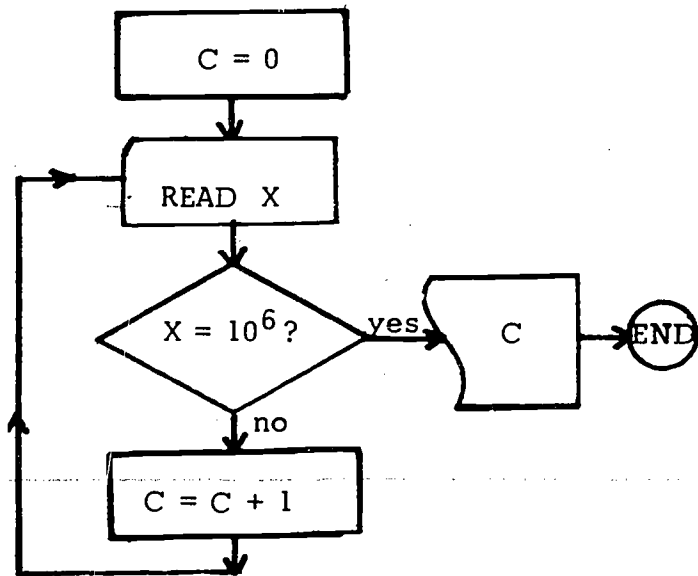 C = 0
READ X
X = 10⁶?
yes
C
END
no
C = C + 1